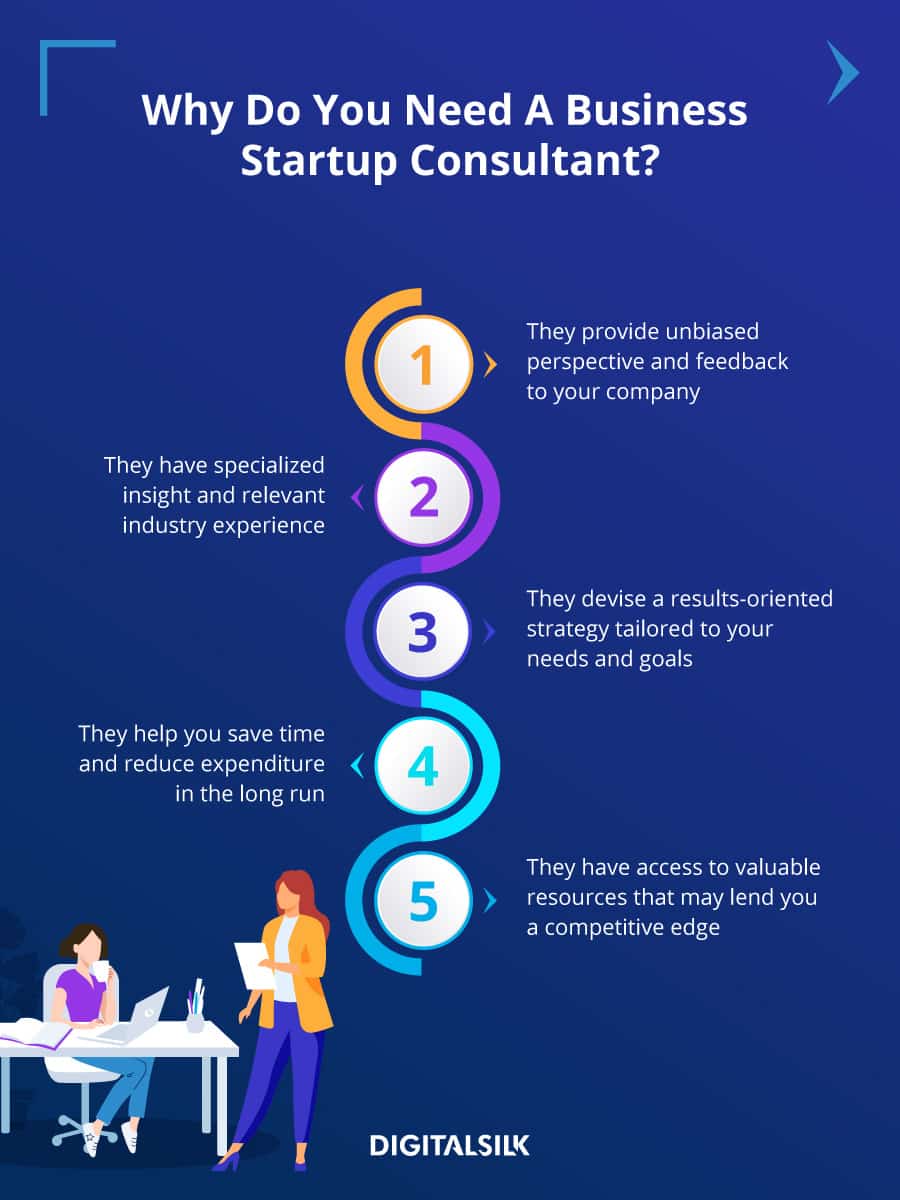 Why Do You Need A Business
Startup Consultant?
1
They provide unbiased
perspective and feedback
to your company
2
They have specialized
insight and relevant
industry experience
3
They devise a results-oriented
strategy tailored to your
needs and goals
4
They help you save time
and reduce expenditure
in the long run
5
They have access to valuable
resources that may lend you
a competitive edge
DIGITALSILK